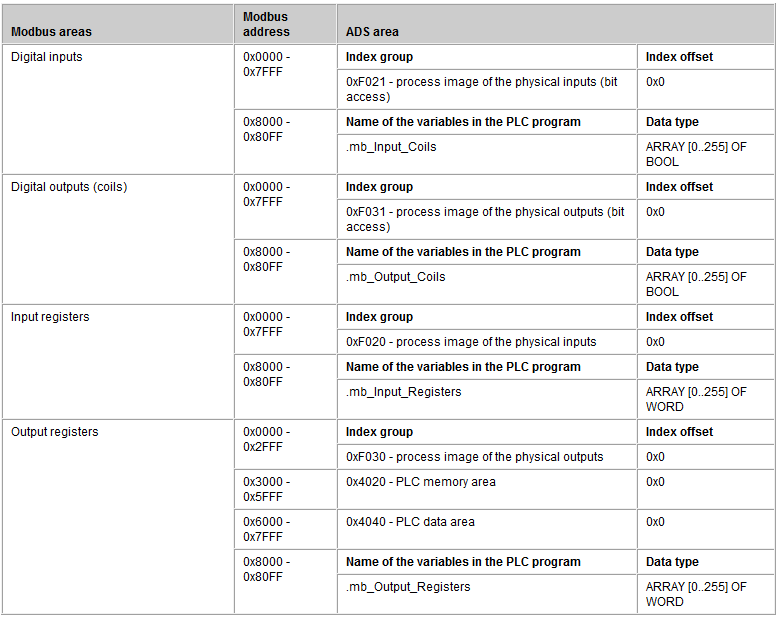 Modbus areas
Modbus
address
ADS area
Digital inputs
0x0000 -
0x7FFF
Index group
Index offset
0xF021 - process image of the physical inputs (bit
access)
0x0
0x8000 -
0x80FF
Name of the variables in the PLC program
Data type
.mb_Input_Coils
ARRAY [0..255] OF
BOOL
Digital outputs (coils)
0x0000 -
0x7FFF
Index group
Index offset
0xF031 - process image of the physical outputs (bit
access)
0x0
0x8000 -
0x80FF
Name of the variables in the PLC program
Data type
.mb_Output_Coils
ARRAY [0..255] OF
BOOL
Input registers
0x0000 -
0x7FFF
Index group
Index offset
0xF020 - process image of the physical inputs
0x0
0x8000 -
0x80FF
Name of the variables in the PLC program
Data type
.mb_Input_Registers
ARRAY [0..255] OF
WORD
Output registers
0x0000 -
0x2FFF
Index group
Index offset
0xF030 - process image of the physical outputs
0x0
0x3000 -
0x5FFF
0x4020 - PLC memory area
0x0
0x6000 -
0x7FFF
0x4040 - PLC data area
0x0
0x8000 -
0x80FF
Name of the variables in the PLC program
Data type
.mb_Output_Registers
ARRAY [0..255] OF
WORD